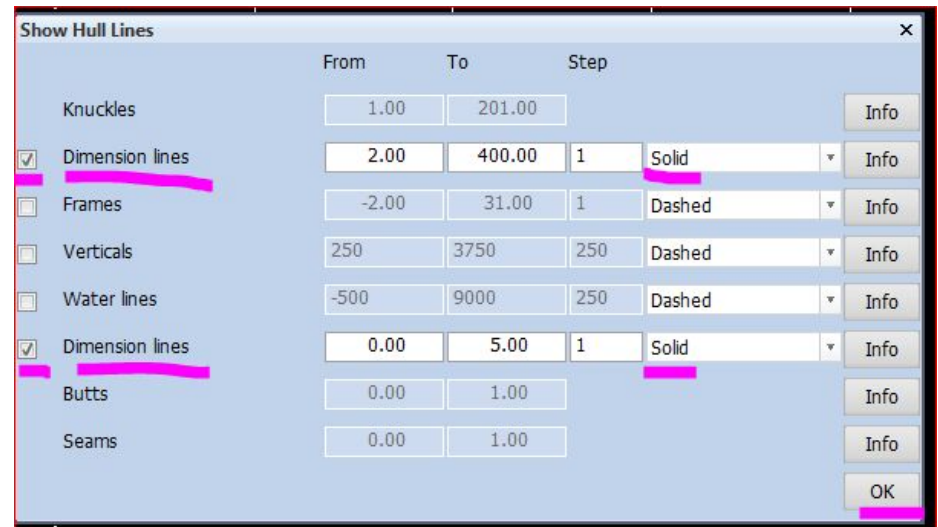 Show Hull Lines ×
From To Step
Knuckles 1.00 201.00 Info
Dimension lines 2.00 400.00 1 Solid Info
Frames -2.00 31.00 1 Dashed Info
Verticals 250 3750 250 Dashed Info
Water lines -500 9000 250 Dashed Info
Dimension lines 0.00 5.00 1 Solid Info
Butts 0.00 1.00 Info
Seams 0.00 1.00 Info
OK